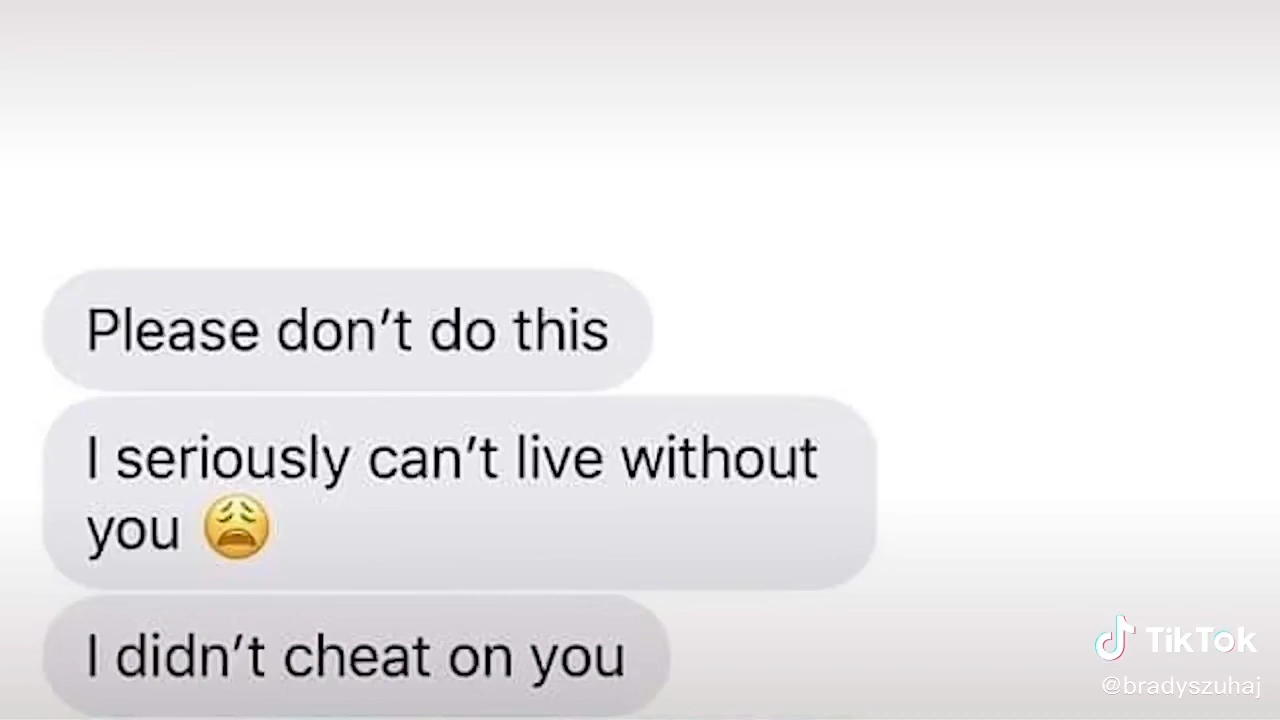 Please don’t do this
I seriously can’t live without
you 😩
I didn’t cheat on you
TikTok
@bradyszuhaj